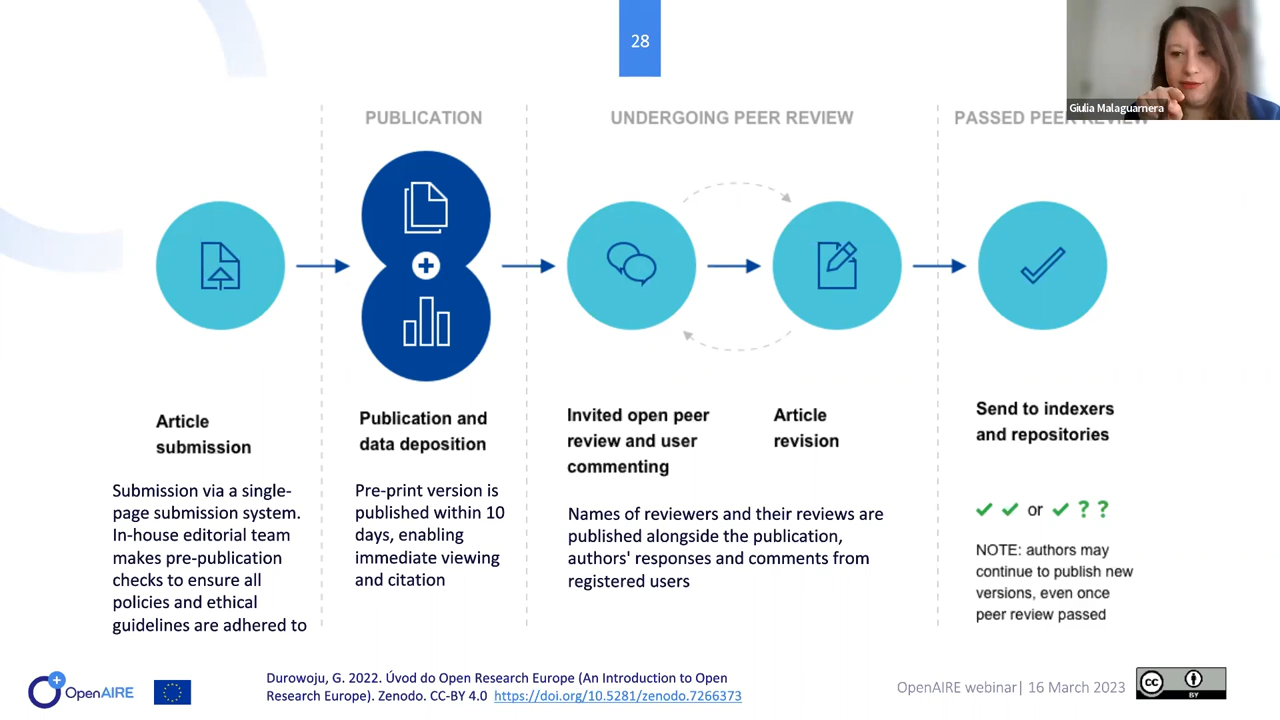 28
Giulia Malaguarnera
PUBLICATION
UNDERGOING PEER REVIEW
PASSED PEER REVIEW
Article
submission
Submission via a single-
page submission system.
In-house editorial team
makes pre-publication
checks to ensure all
policies and ethical
guidelines are adhered to
Publication and
data deposition
Pre-print version is
published within 10
days, enabling
immediate viewing
and citation
Invited open peer
review and user
commenting
Article
revision
Names of reviewers and their reviews are
published alongside the publication,
authors' responses and comments from
registered users
Send to indexers
and repositories
✔ ✔ or ✔ ? ?
NOTE: authors may
continue to publish new
versions, even once
peer review passed
OpenAIRE
Durowoju, G. 2022. Úvod do Open Research Europe (An Introduction to Open
Research Europe). Zenodo. CC-BY 4.0 https://doi.org/10.5281/zenodo.7266373
OpenAIRE webinar| 16 March 2023
CC
BY